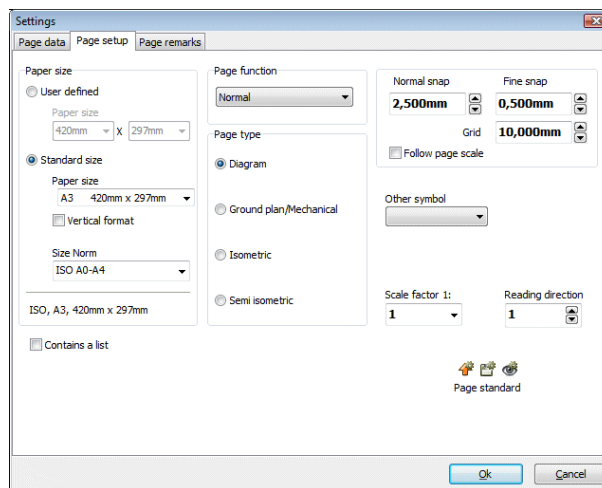 Settings
Page data
Page setup
Page remarks
Paper size
User defined
Paper size
420mm X 297mm
Standard size
Paper size
A3 420mm x 297mm
Vertical format
Size Norm
ISO A0-A4
ISO, A3, 420mm x 297mm
Contains a list
Page function
Normal
Page type
Diagram
Ground plan/Mechanical
Isometric
Semi isometric
Normal snap
Fine snap
2,500mm
0,500mm
Grid
10,000mm
Follow page scale
Other symbol
Scale factor 1:
Reading direction
1
1
Page standard
Ok
Cancel